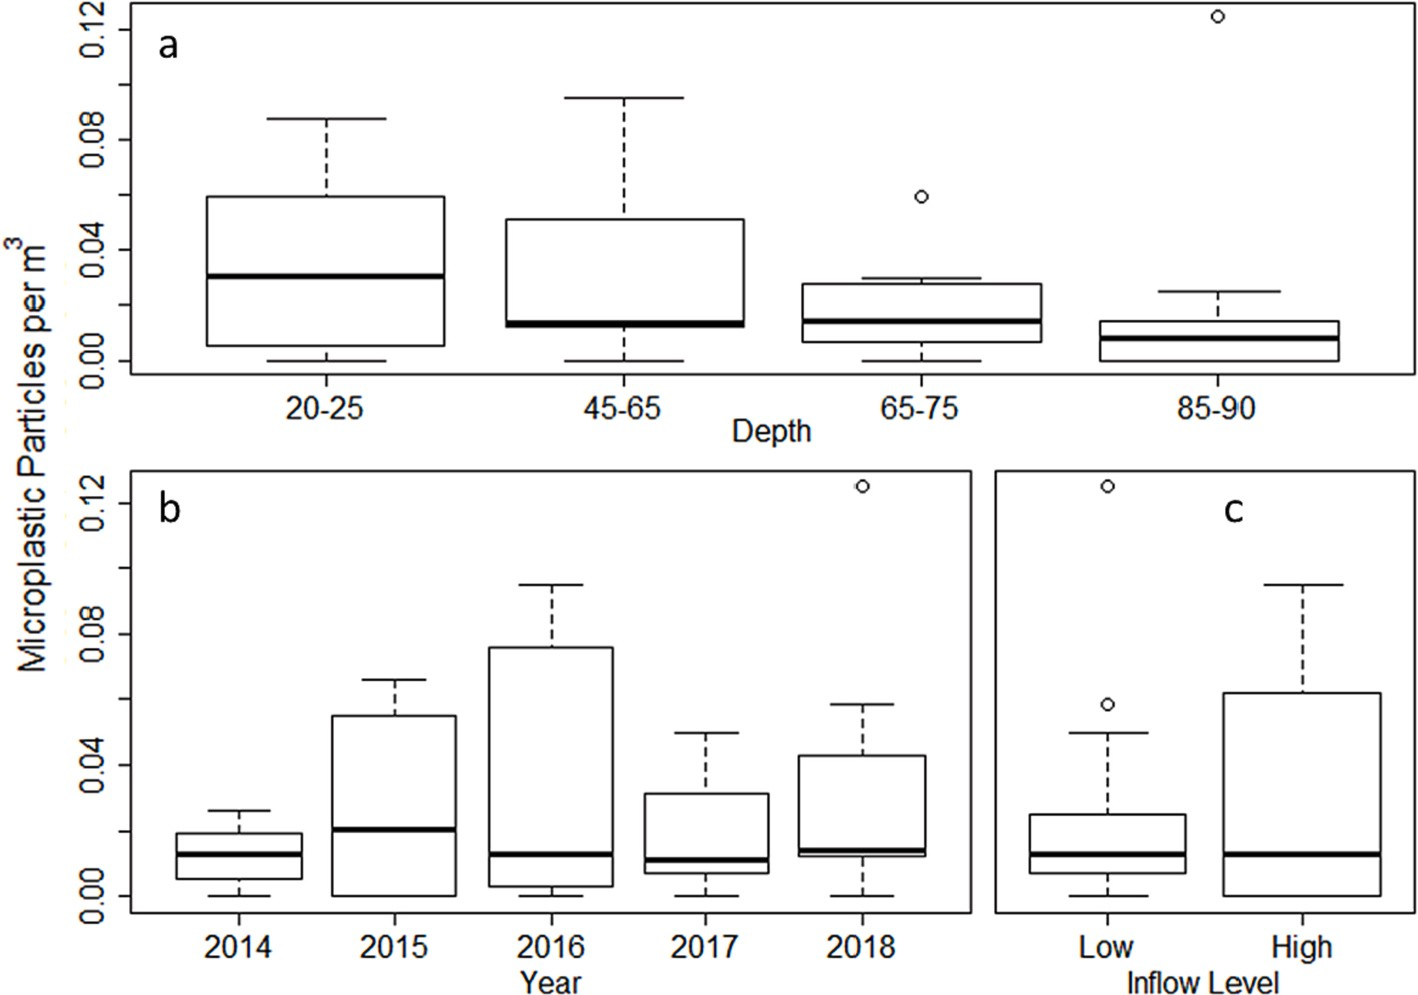 Microplastic Particles per m³
a
0.12
0.08
0.04
0.00
20-25 45-65 65-75 85-90
Depth
b
0.12
0.08
0.04
0.00
2014 2015 2016 2017 2018
Year
c
Low High
Inflow Level